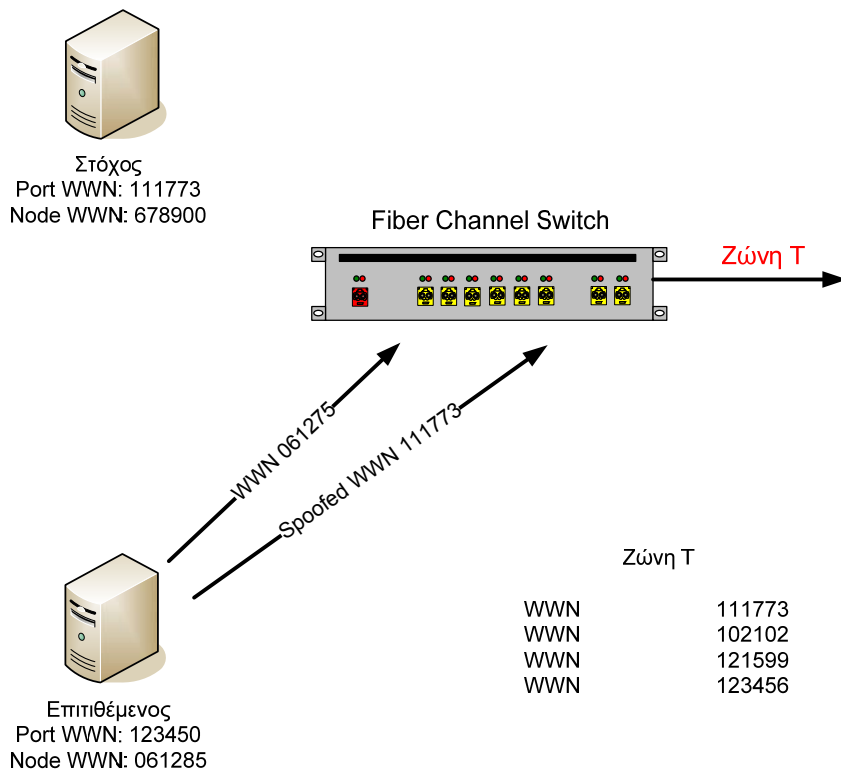 Στόχος
Port WWN: 111773
Node WWN: 678900
Fiber Channel Switch
Ζώνη Τ
WWN 061275
Spoofed WWN 111773
Ζώνη Τ
WWN 111773
WWN 102102
WWN 121599
WWN 123456
Επιτιθέμενος
Port WWN: 123450
Node WWN: 061285